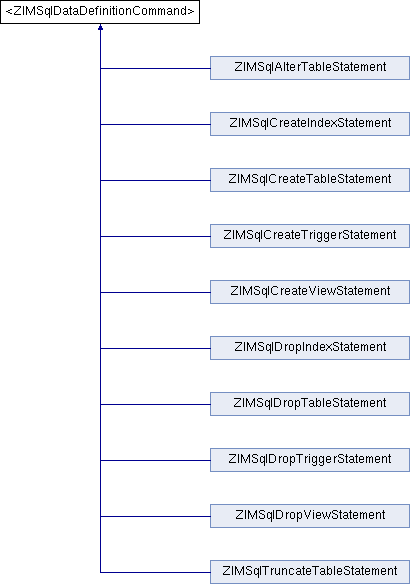 <ZIMSqlDataDefinitionCommand>
ZIMSqlAlterTableStatement
ZIMSqlCreateIndexStatement
ZIMSqlCreateTableStatement
ZIMSqlCreateTriggerStatement
ZIMSqlCreateViewStatement
ZIMSqlDropIndexStatement
ZIMSqlDropTableStatement
ZIMSqlDropTriggerStatement
ZIMSqlDropViewStatement
ZIMSqlTruncateTableStatement